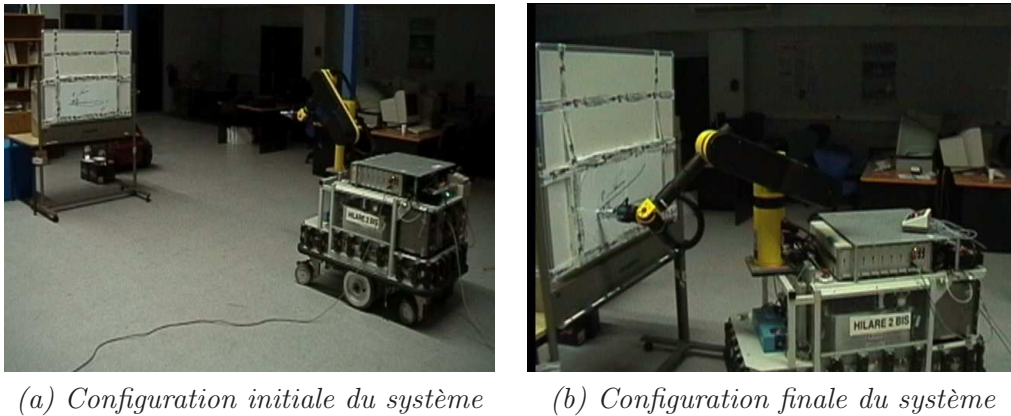 HILARE 2 BIS
HILARE 2 BIS
(a) Configuration initiale du système
(b) Configuration finale du système